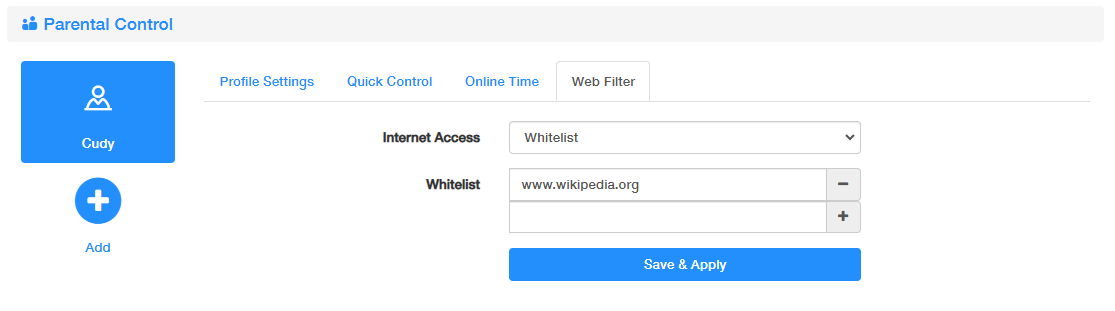 Parental Control
Cudy
Add
Profile Settings Quick Control Online Time Web Filter
Internet Access Whitelist
Whitelist www.wikipedia.org
Save & Apply